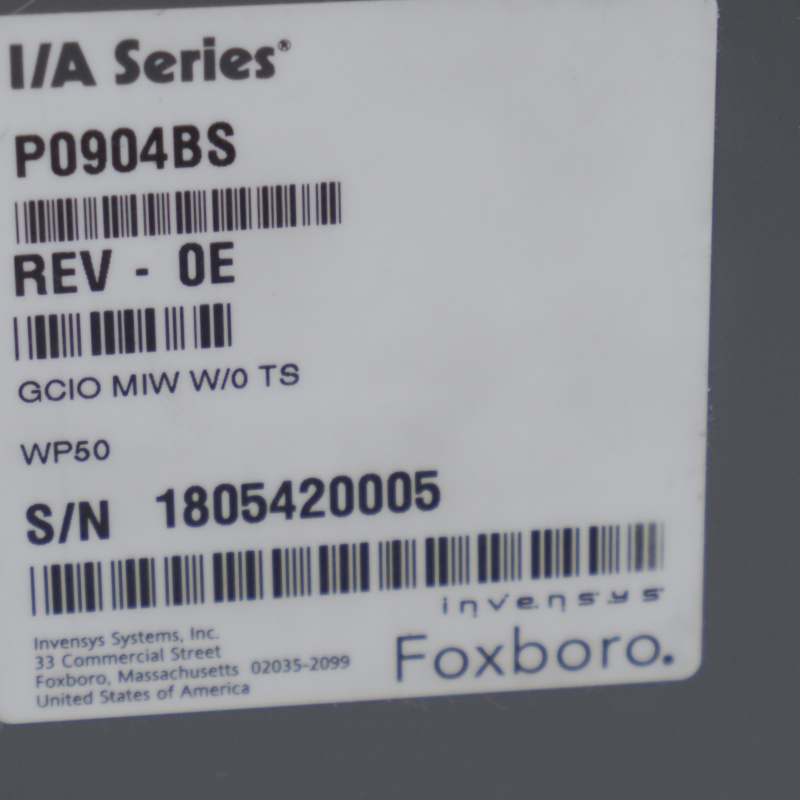 I/A Series®
P0904BS
REV - 0E
GCIO MIW W/0 TS
WP50
S/N 1805420005
invensys
Foxboro.
Invensys Systems, Inc.
33 Commercial Street
Foxboro, Massachusetts 02035-2099
United States of America